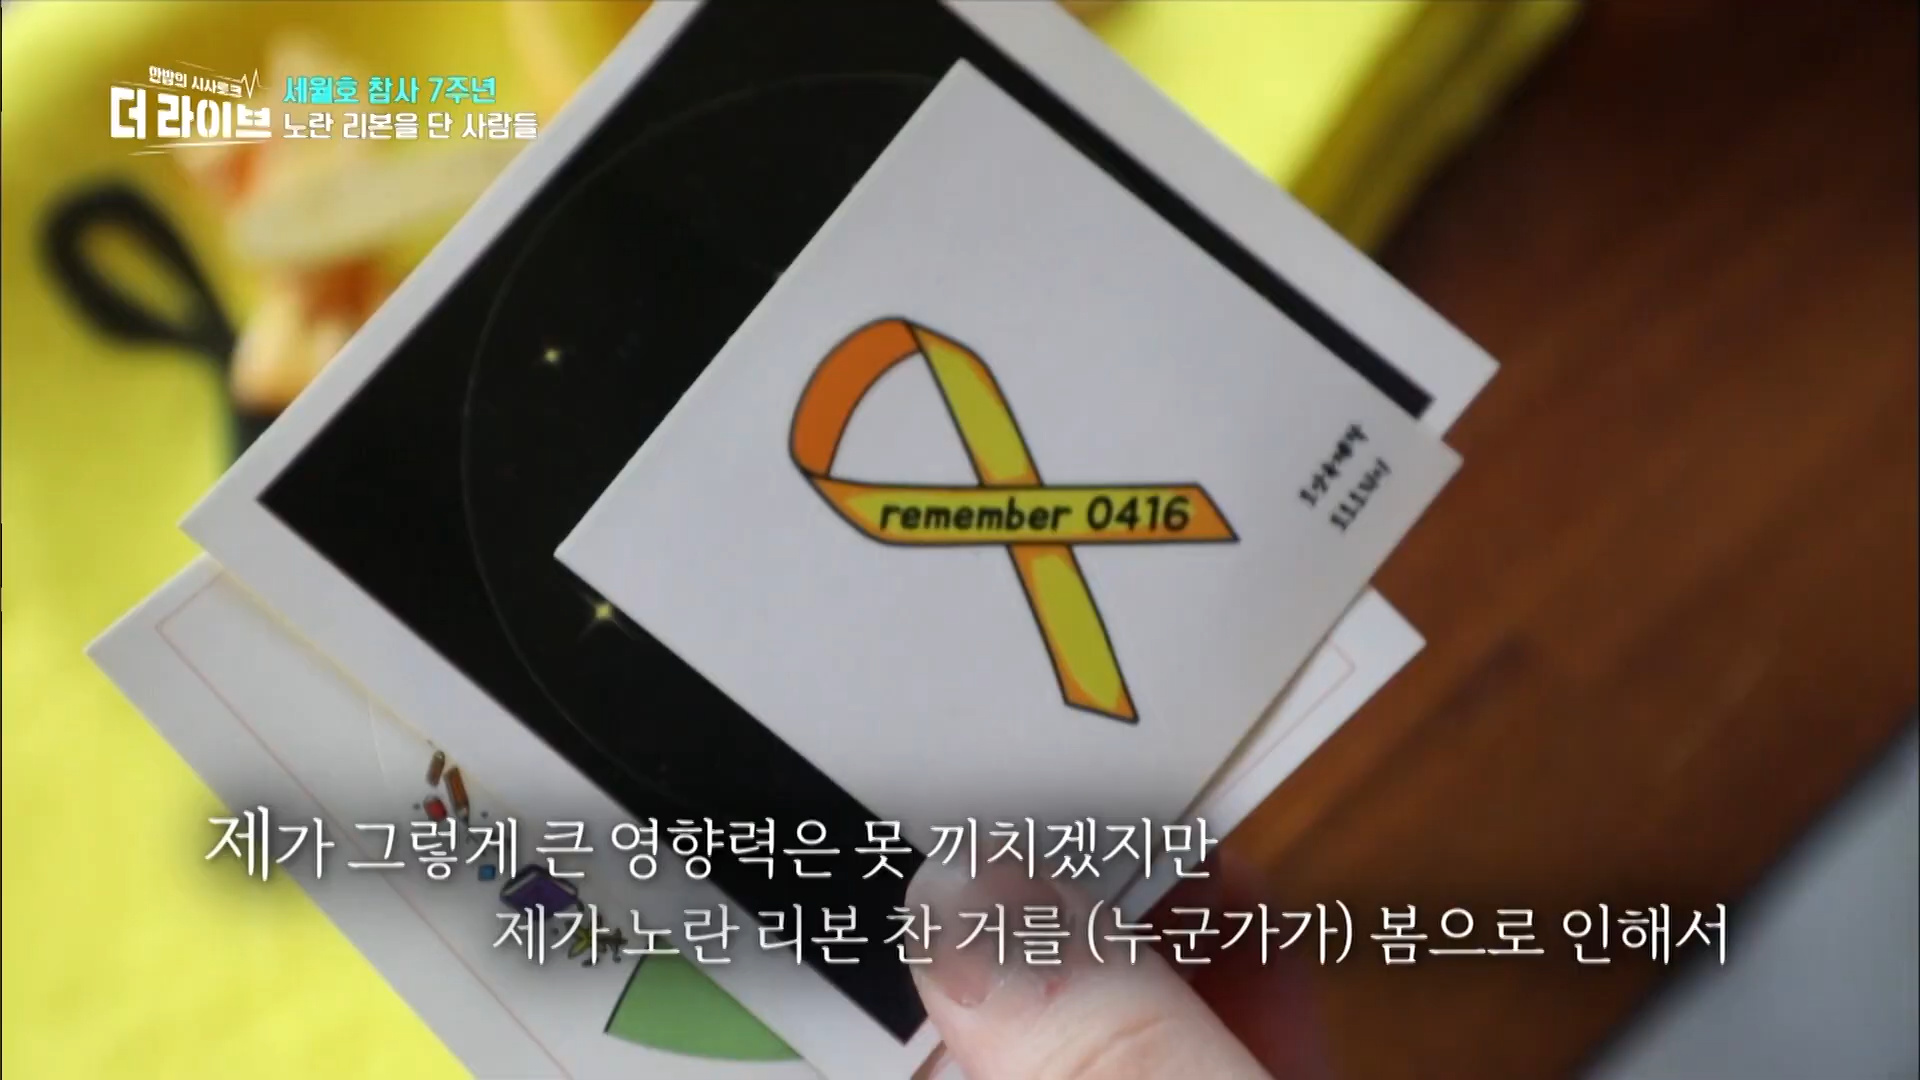 한밤의 시사토크
더 라이브
세월호 참사 7주년
노란 리본을 단 사람들
remember 0416
제가 그렇게 큰 영향력은 못 끼치겠지만
제가 노란 리본 찬 거를 (누군가가) 봄으로 인해서